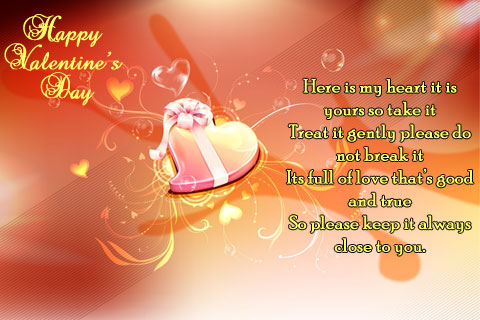 Happy
Valentine's
Day
Here is my heart it is
yours so take it
Treat it gently please do
not break it
Its full of love that's good
and true
So please keep it always
close to you.